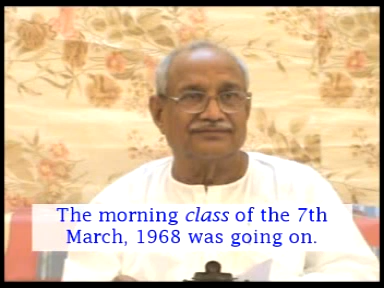 The morning class of the 7th
March, 1968 was going on.